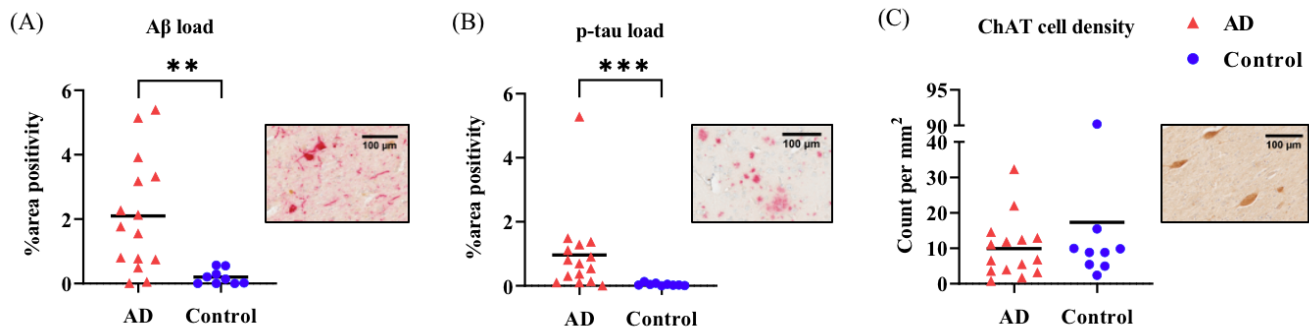 (A)
Aβ load
**
%area positivity
6
4
2
0
100 μm
AD
Control
(B)
p-tau load
***
%area positivity
6
4
2
0
100 μm
AD
Control
(C)
ChAT cell density
AD
Control
Count per mm²
95
90
30
20
10
0
100 μm
AD
Control